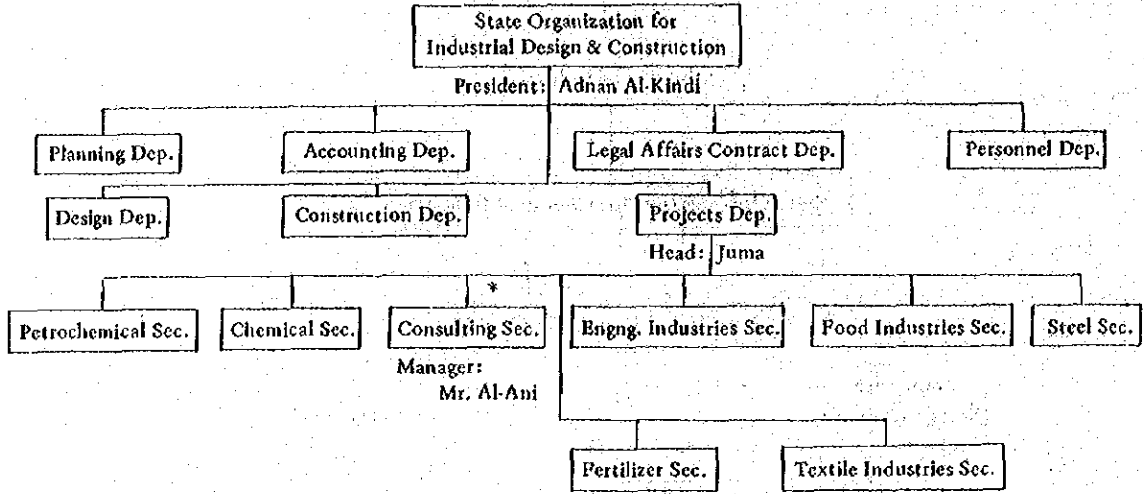 State Organization for
Industrial Design & Construction
President: Adnan Al-Kindi
Planning Dep.
Accounting Dep.
Legal Affairs Contract Dep.
Personnel Dep.
Design Dep.
Construction Dep.
Projects Dep.
Head: Juma
*
Petrochemical Sec.
Chemical Sec.
Consulting Sec.
Engng. Industries Sec.
Food Industries Sec.
Steel Sec.
Manager:
Mr. Al-Ani
Fertilizer Sec.
Textile Industries Sec.